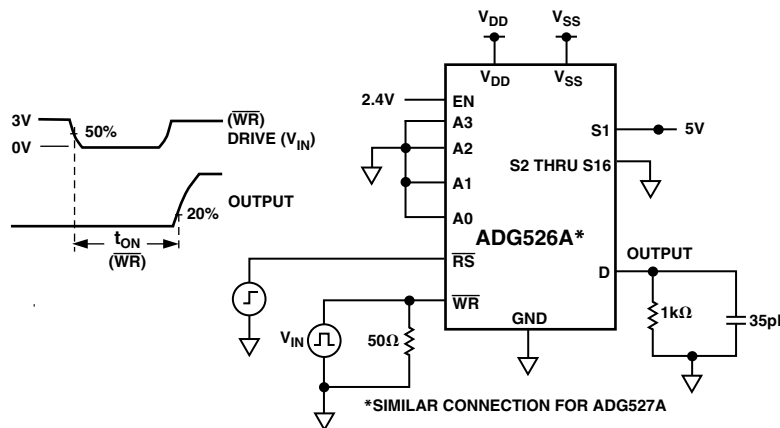 V_DD
V_SS
V_DD
V_SS
2.4V
EN
A3
A2
A1
A0
RS
WR
S1
5V
S2 THRU S16
ADG526A*
D
OUTPUT
GND
1kΩ
V_IN
50Ω
*SIMILAR CONNECTION FOR ADG527A
3V
0V
50%
(WR)
DRIVE (V_IN)
OUTPUT
20%
t_ON
(WR)